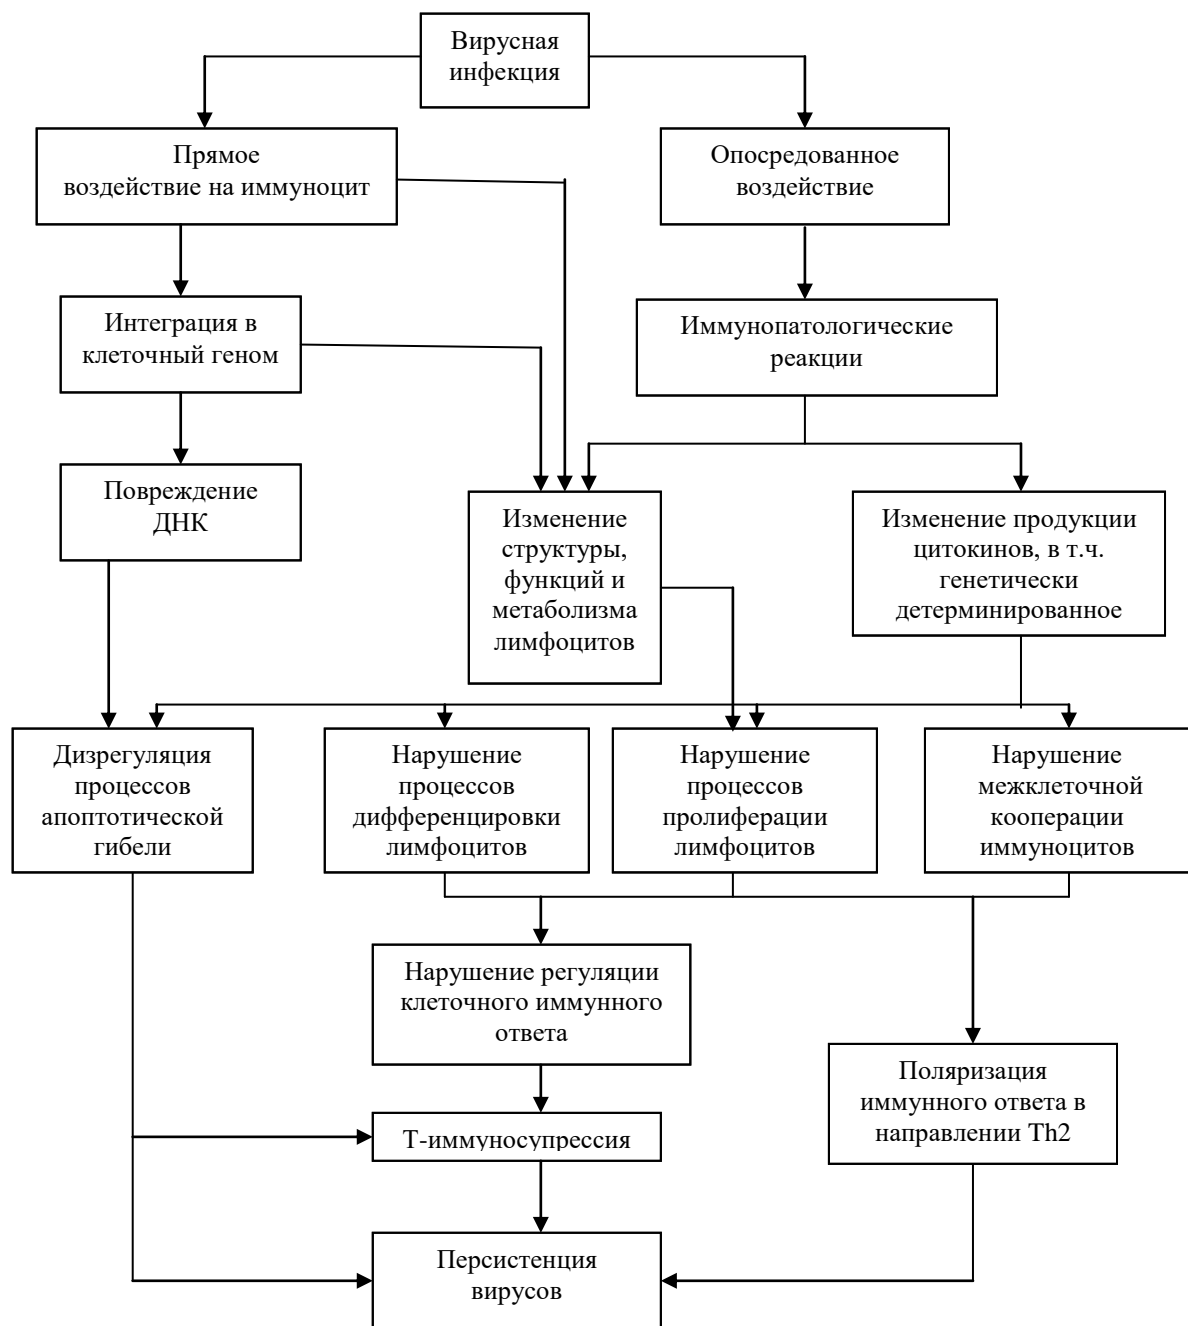 Вирусная
инфекция
Прямое
воздействие на иммуноцит
Опосредованное
воздействие
Интеграция в
клеточный геном
Иммунопатологические
реакции
Повреждение
ДНК
Изменение
структуры,
функций и
метаболизма
лимфоцитов
Изменение продукции
цитокинов, в т.ч.
генетически
детерминированное
Дизрегуляция
процессов
апоптотической
гибели
Нарушение
процессов
дифференцировки
лимфоцитов
Нарушение
процессов
пролиферации
лимфоцитов
Нарушение
межклеточной
кооперации
иммуноцитов
Нарушение регуляции
клеточного иммунного
ответа
Поляризация
иммунного ответа в
направлении Th2
Т-иммуносупрессия
Персистенция
вирусов